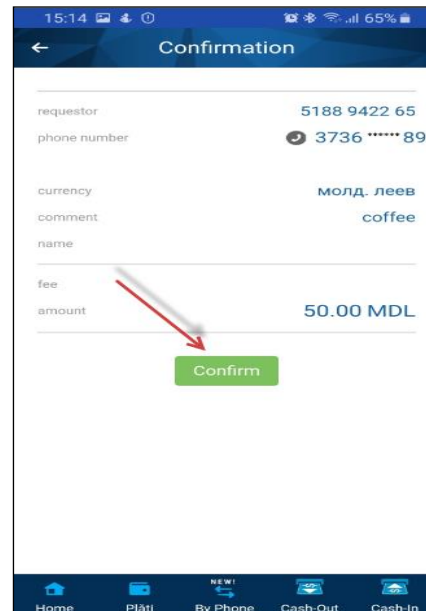 15:14 65%
Confirmation
requestor 5188 9422 65
phone number 3736 ****** 89
currency молд. леев
comment coffee
name
fee
amount 50.00 MDL
Confirm
NEW!
Home Plăti By Phone Cash-Out Cash-In